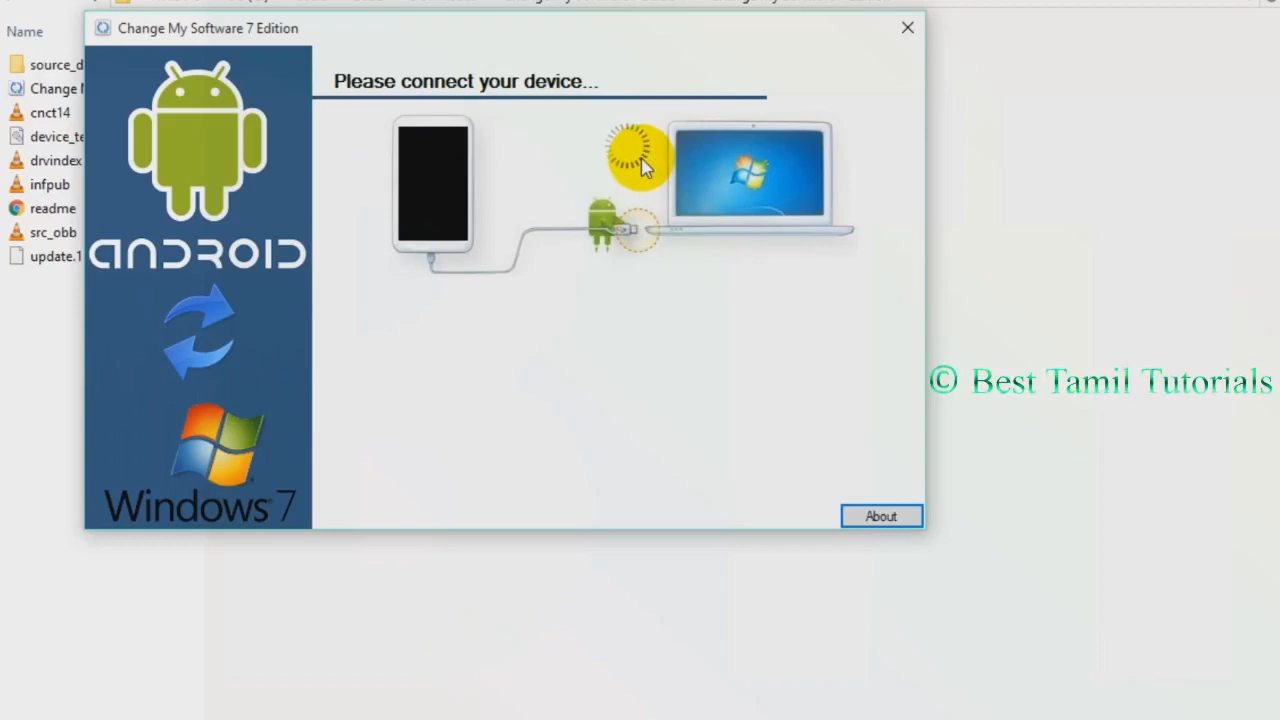 Change My Software 7 Edition
Name
source_d
Change
cnct14
device_te
drvindex
infpub
readme
src_obb
update.1
Please connect your device...
ANDROID
Windows 7
About
© Best Tamil Tutorials